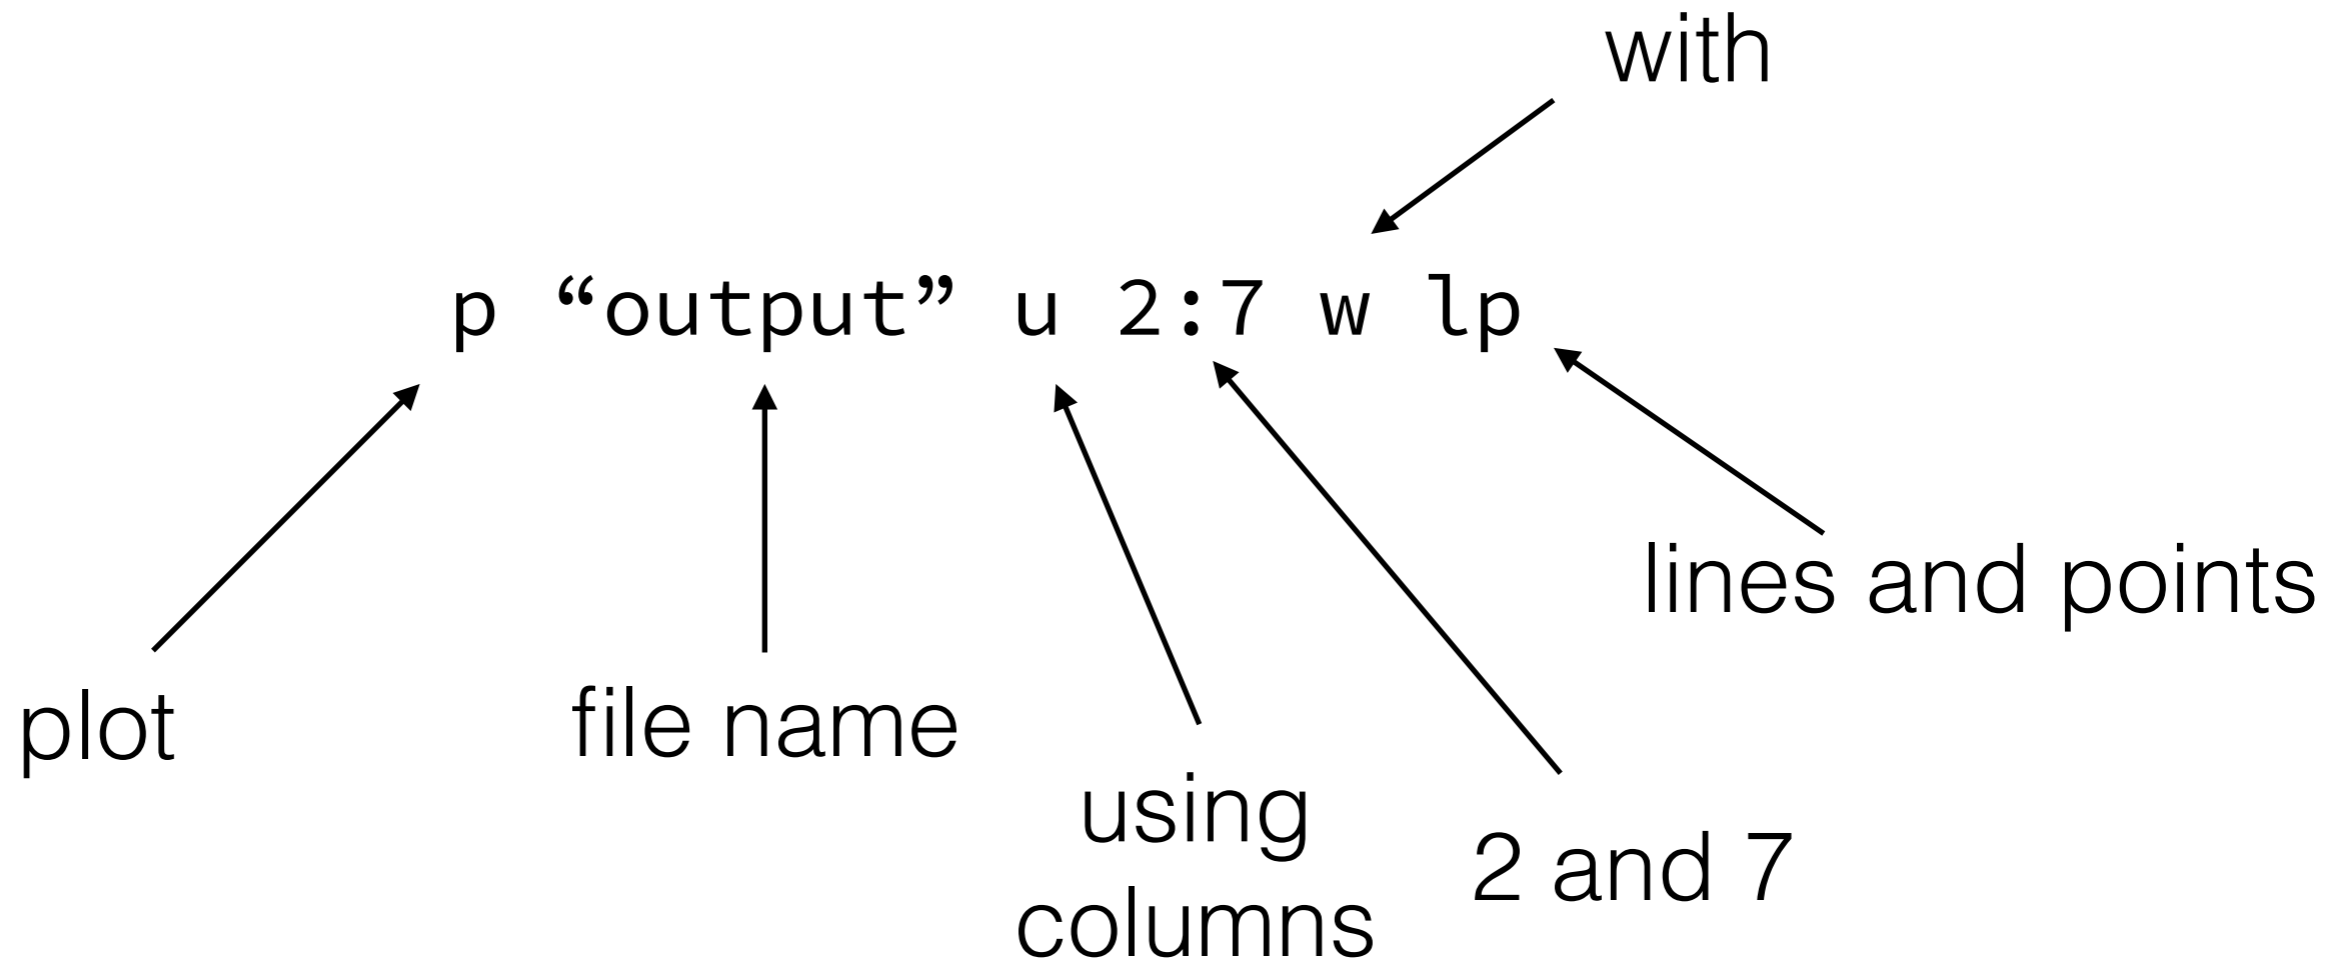 with
p “output” u 2:7 w lp
lines and points
plot
file name
using
columns
2 and 7